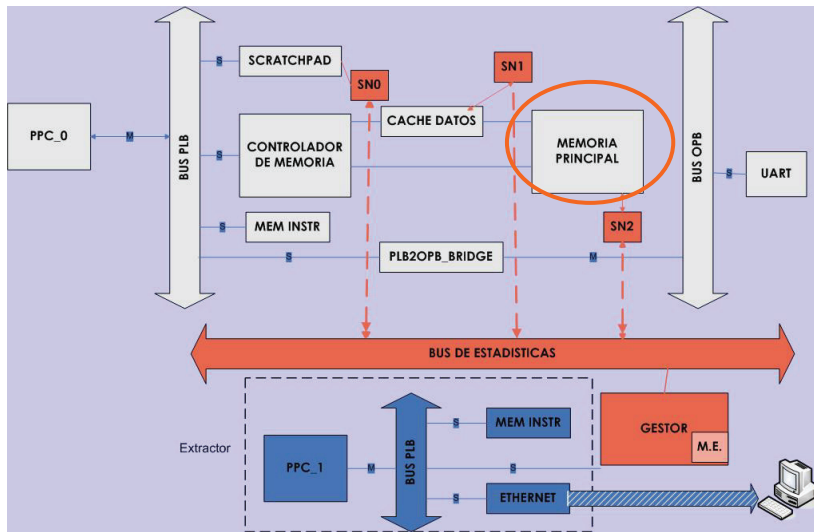 SCRATCHPAD
S
SN0
SN1
PPC_0
M
BUS PLB
CACHE DATOS
S
CONTROLADOR
DE MEMORIA
MEMORIA
PRINCIPAL
BUS OPB
S
UART
S
MEM INSTR
SN2
S
PLB2OPB_BRIDGE
M
BUS DE ESTADISTICAS
Extractor
PPC_1
M
BUS PLB
S
MEM INSTR
S
S
ETHERNET
GESTOR
M.E.